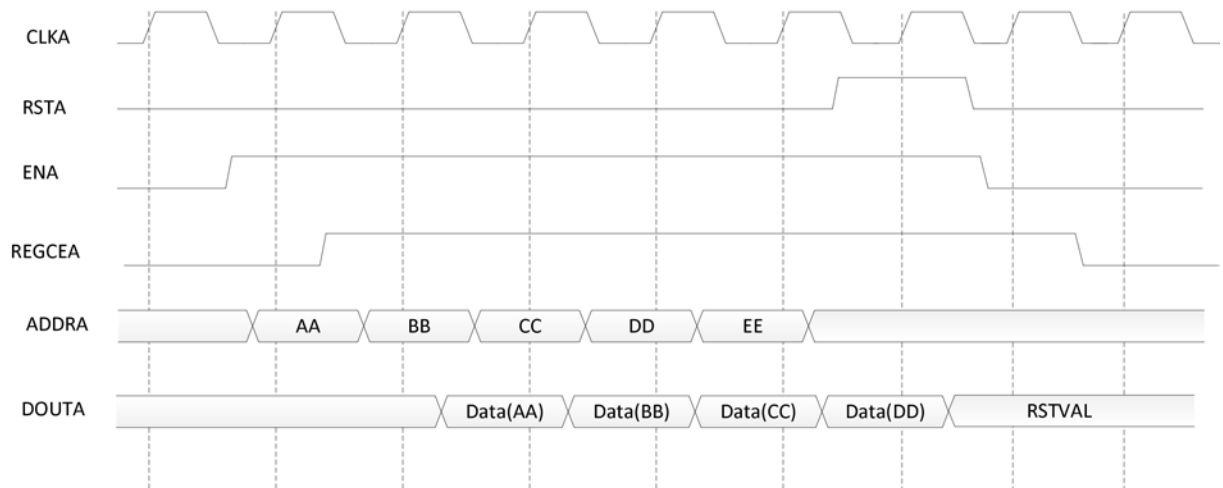 CLKA
RSTA
ENA
REGCEA
ADDRA AA BB CC DD EE
DOUTA Data(AA) Data(BB) Data(CC) Data(DD) RSTVAL